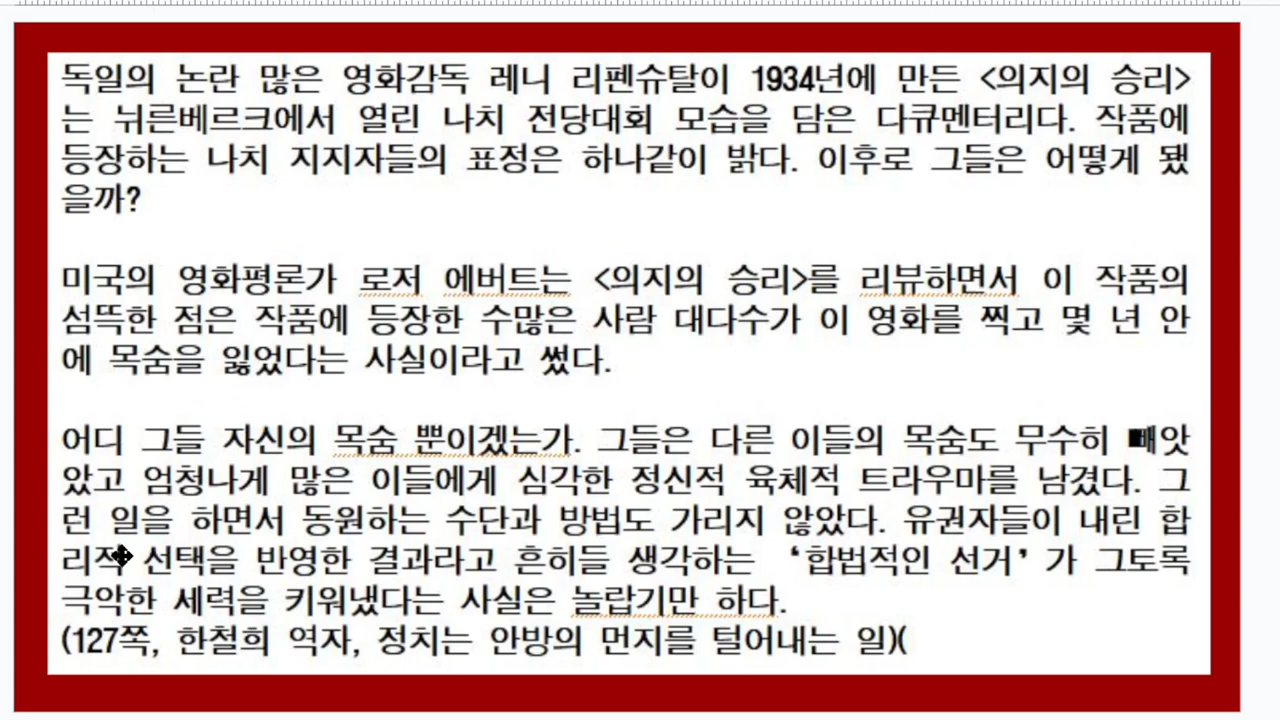 독일의 논란 많은 영화감독 레니 리펜슈탈이 1934년에 만든 <의지의 승리>
는 뉘른베르크에서 열린 나치 전당대회 모습을 담은 다큐멘터리다. 작품에
등장하는 나치 지지자들의 표정은 하나같이 밝다. 이후로 그들은 어떻게 됐
을까?
미국의 영화평론가 로저 에버트는 <의지의 승리>를 리뷰하면서 이 작품의
섬뜩한 점은 작품에 등장한 수많은 사람 대다수가 이 영화를 찍고 몇 년 안
에 목숨을 잃었다는 사실이라고 썼다.
어디 그들 자신의 목숨 뿐이겠는가. 그들은 다른 이들의 목숨도 무수히 빼앗
았고 엄청나게 많은 이들에게 심각한 정신적 육체적 트라우마를 남겼다. 그
런 일을 하면서 동원하는 수단과 방법도 가리지 않았다. 유권자들이 내린 합
리적 선택을 반영한 결과라고 흔히들 생각하는 ‘합법적인 선거’가 그토록
극악한 세력을 키워냈다는 사실은 놀랍기만 하다.
(127쪽, 한철희 역자, 정치는 안방의 먼지를 털어내는 일)(